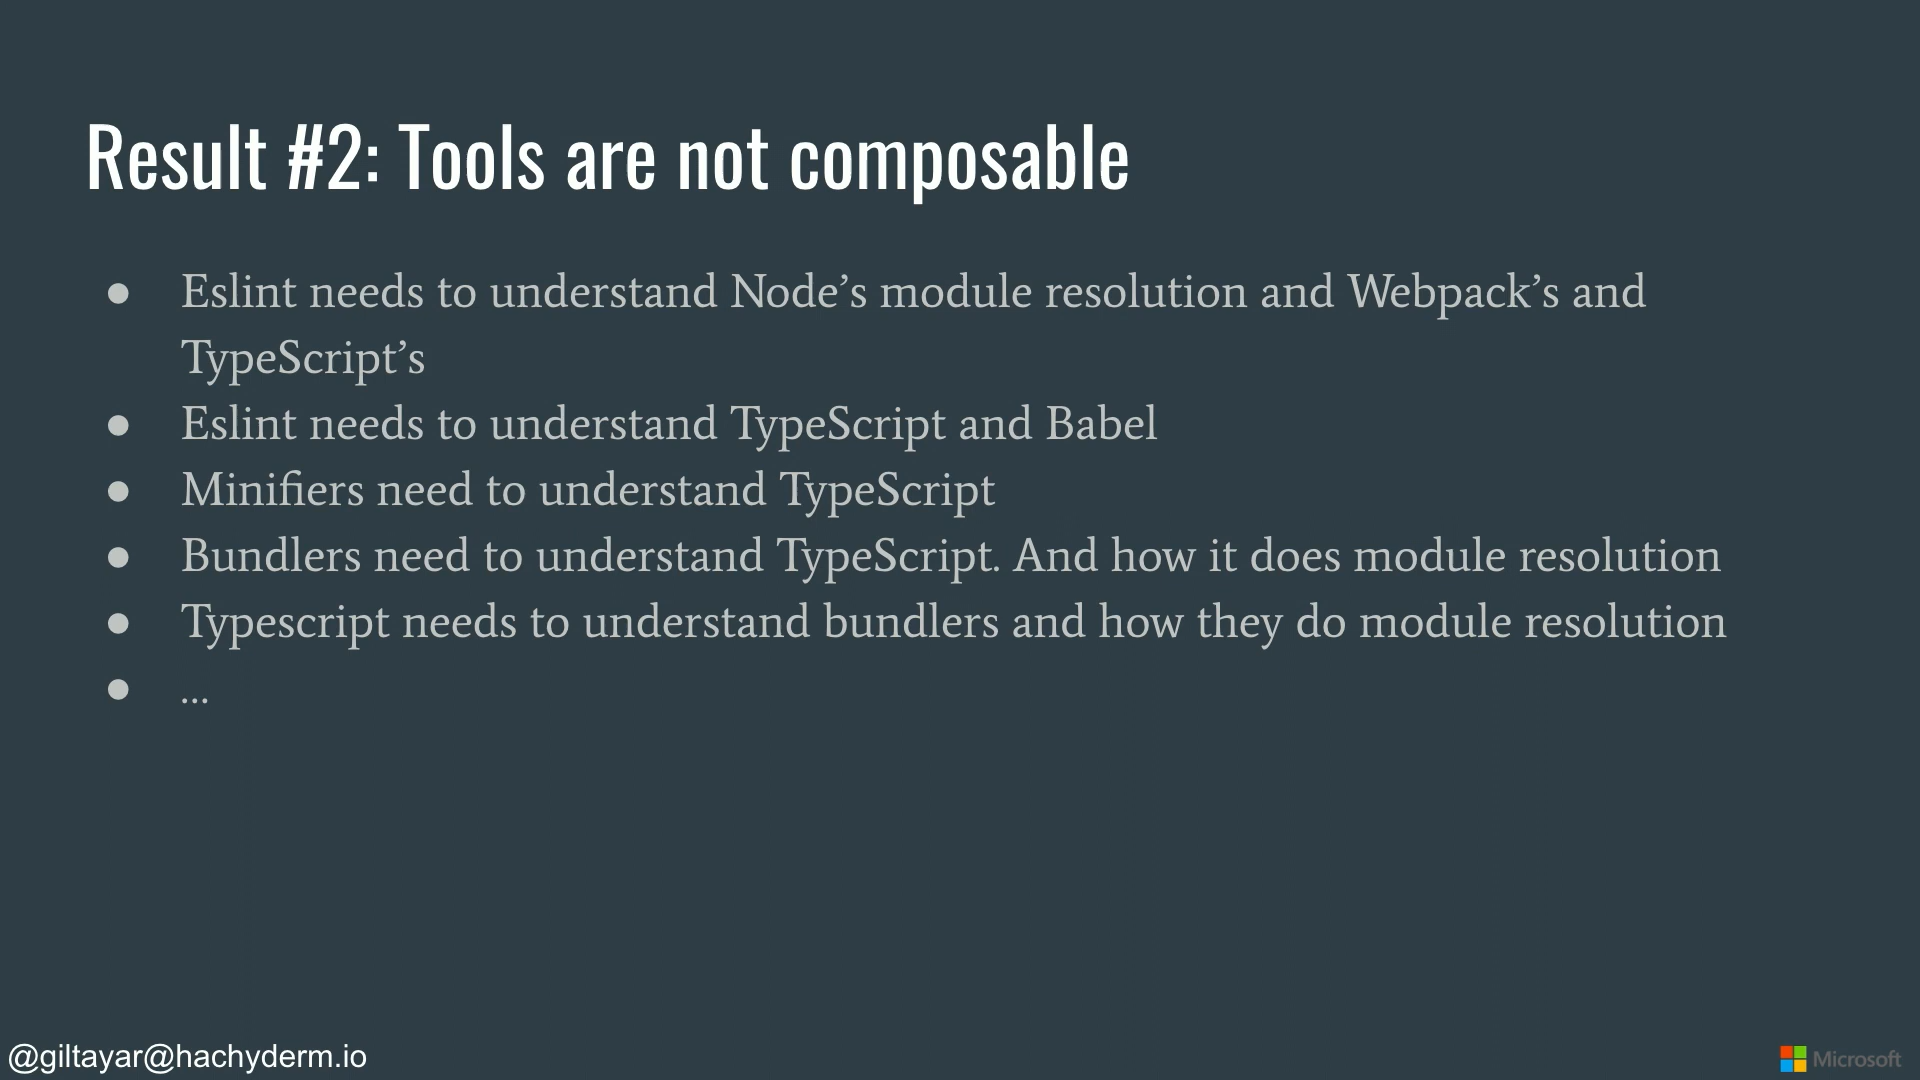 Result #2: Tools are not composable
● Eslint needs to understand Node’s module resolution and Webpack’s and
TypeScript’s
● Eslint needs to understand TypeScript and Babel
● Minifiers need to understand TypeScript
● Bundlers need to understand TypeScript. And how it does module resolution
● Typescript needs to understand bundlers and how they do module resolution
● ...
@giltayar@hachyderm.io
Microsoft